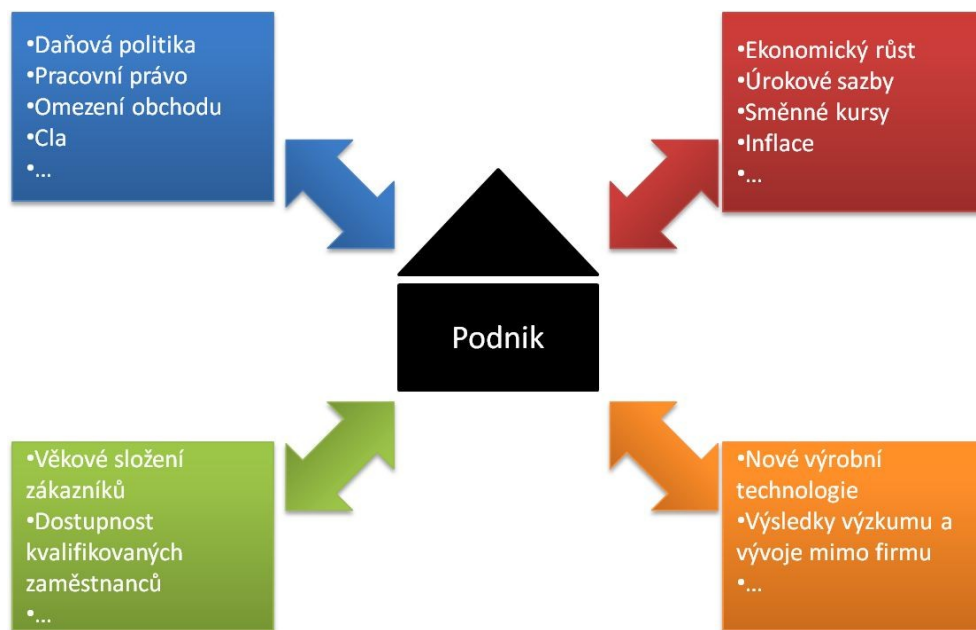 •Daňová politika
•Pracovní právo
•Omezení obchodu
•Cla
•...
•Ekonomický růst
•Úrokové sazby
•Směnné kursy
•Inflace
•...
Podnik
•Věkové složení
zákazníků
•Dostupnost
kvalifikovaných
zaměstnanců
•...
•Nové výrobní
technologie
•Výsledky výzkumu a
vývoje mimo firmu
•...